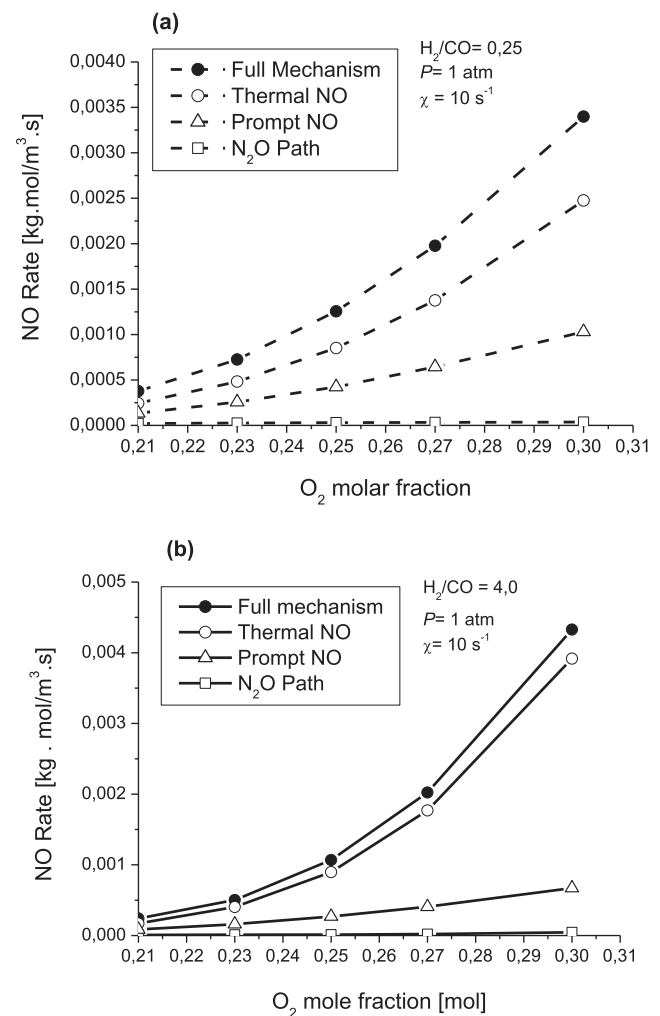 (a)
H₂/CO= 0,25
P= 1 atm
χ = 10 s⁻¹
Full Mechanism
Thermal NO
Prompt NO
N₂O Path
NO Rate [kg.mol/m³.s]
0,0040
0,0035
0,0030
0,0025
0,0020
0,0015
0,0010
0,0005
0,0000
0,21 0,22 0,23 0,24 0,25 0,26 0,27 0,28 0,29 0,30 0,31
O₂ molar fraction
(b)
H₂/CO = 4,0
P= 1 atm
χ= 10 s⁻¹
Full mechanism
Thermal NO
Prompt NO
N₂O Path
NO Rate [kg . mol/m³.s]
0,005
0,004
0,003
0,002
0,001
0,000
0,21 0,22 0,23 0,24 0,25 0,26 0,27 0,28 0,29 0,30 0,31
O₂ mole fraction [mol]